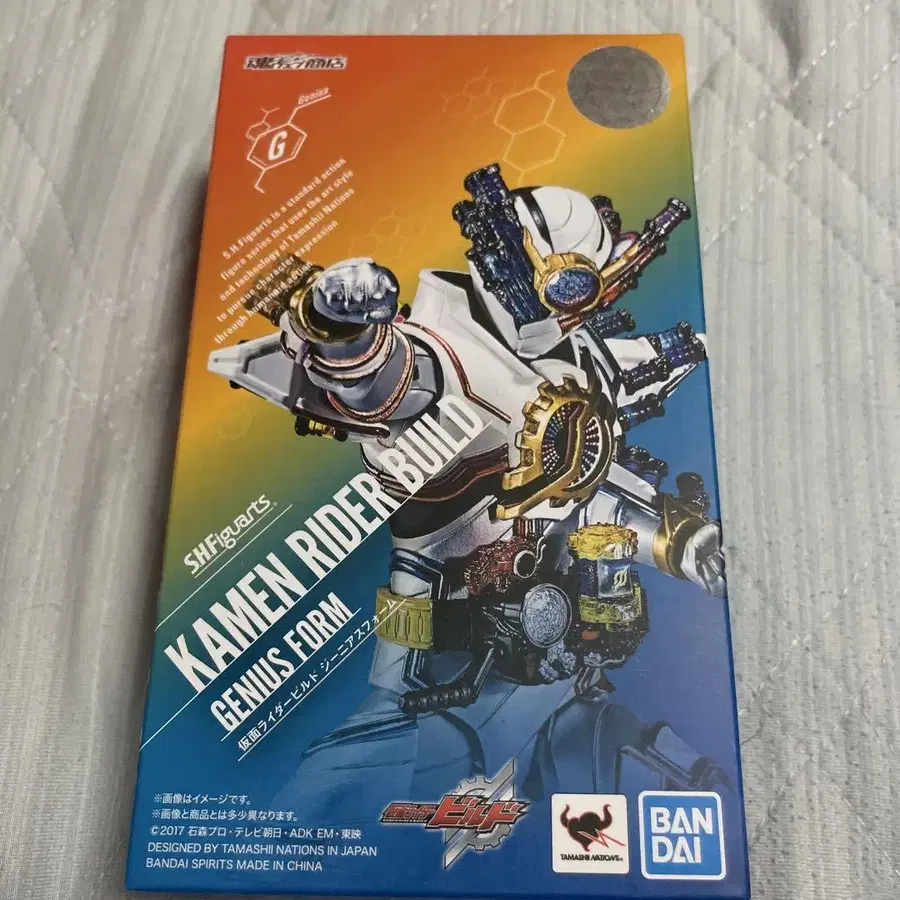 魂ウェブ商店
Genius
G
S.H.Figuarts is a standard action
figure series that uses the art style
and technology of Tamashii Nations
to pursue character expression
through humanoid action.
S.H.Figuarts
KAMEN RIDER BUILD
GENIUS FORM
仮面ライダービルド ジーニアスフォーム
※画像はイメージです。
※画像と商品とは多少異なります。
©2017 石森プロ・テレビ朝日・ADK EM・東映
DESIGNED BY TAMASHII NATIONS IN JAPAN
BANDAI SPIRITS MADE IN CHINA
仮面ライダー
ビルド
TAMASHII NATIONS
BAN
DAI